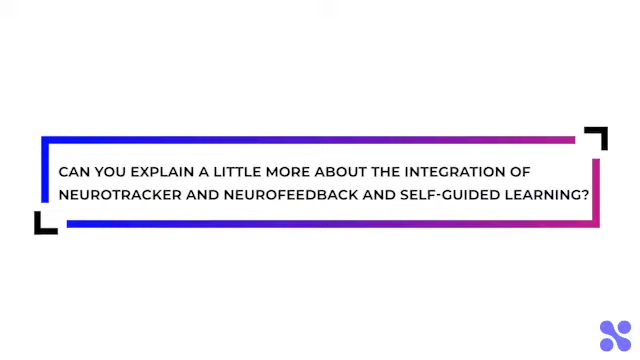 CAN YOU EXPLAIN A LITTLE MORE ABOUT THE INTEGRATION OF
NEUROTRACKER AND NEUROFEEDBACK AND SELF-GUIDED LEARNING?